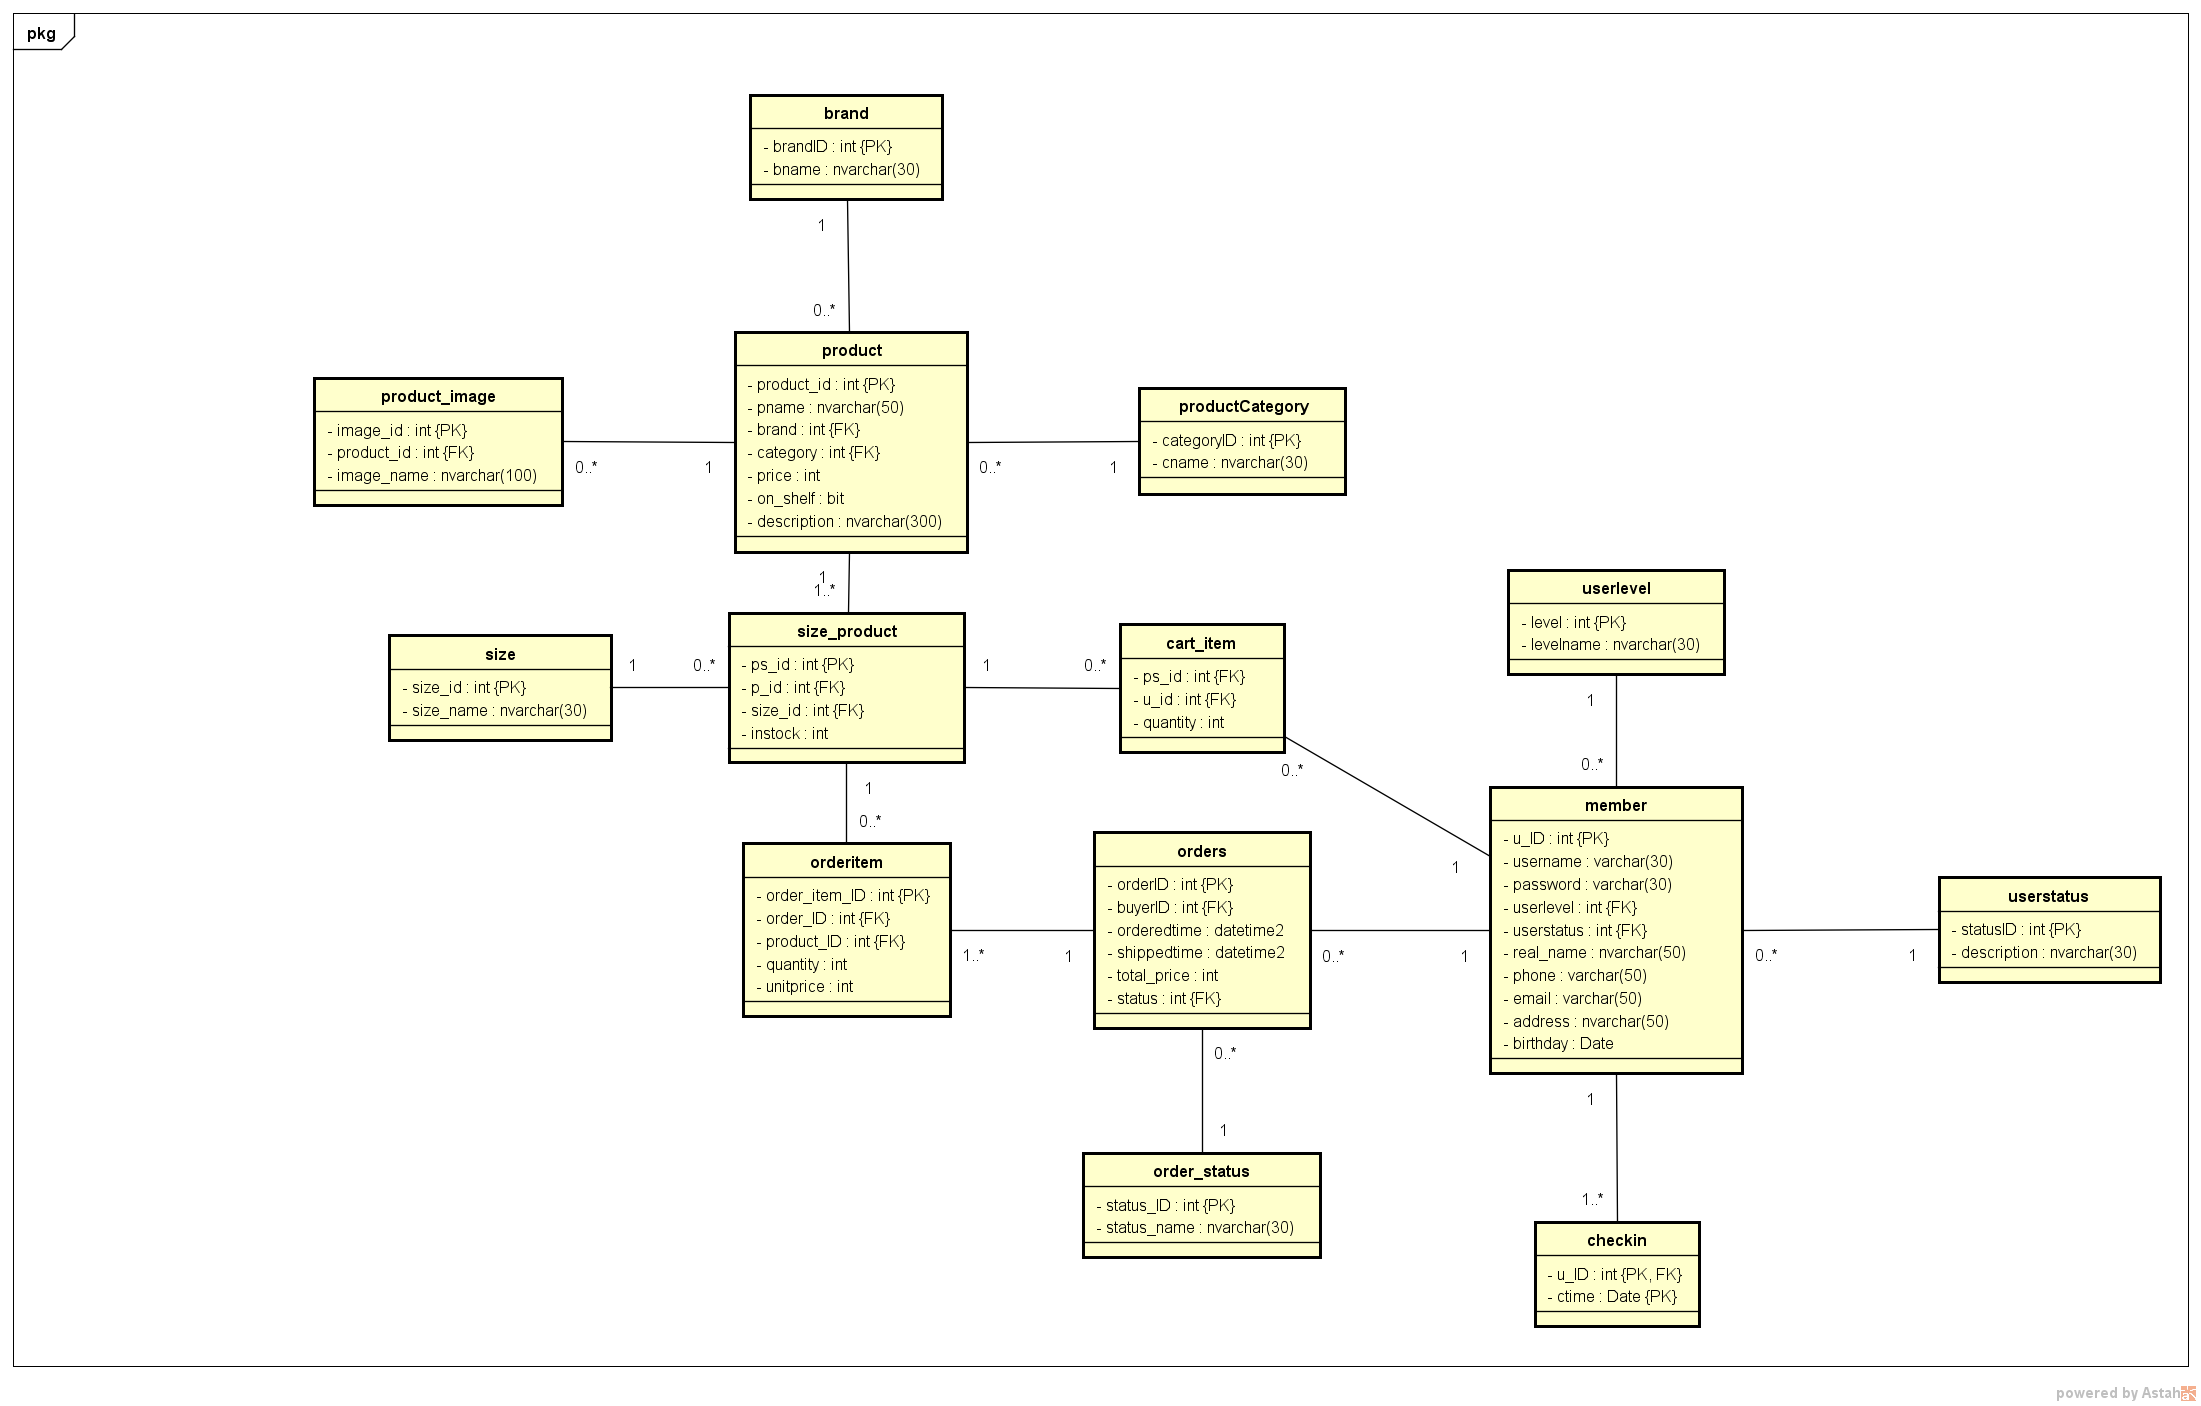 pkg
brand
- brandID : int {PK}
- bname : nvarchar(30)
1
0..*
product
- product_id : int {PK}
- pname : nvarchar(50)
- brand : int {FK}
- category : int {FK}
- price : int
- on_shelf : bit
- description : nvarchar(300)
product_image
- image_id : int {PK}
- product_id : int {FK}
- image_name : nvarchar(100)
0..*
1
productCategory
- categoryID : int {PK}
- cname : nvarchar(30)
0..*
1
1
1..*
size_product
- ps_id : int {PK}
- p_id : int {FK}
- size_id : int {FK}
- instock : int
size
- size_id : int {PK}
- size_name : nvarchar(30)
1
0..*
1
0..*
cart_item
- ps_id : int {FK}
- u_id : int {FK}
- quantity : int
0..*
1
userlevel
- level : int {PK}
- levelname : nvarchar(30)
1
0..*
member
- u_ID : int {PK}
- username : varchar(30)
- password : varchar(30)
- userlevel : int {FK}
- userstatus : int {FK}
- real_name : nvarchar(50)
- phone : varchar(50)
- email : varchar(50)
- address : nvarchar(50)
- birthday : Date
1
0..*
orderitem
- order_item_ID : int {PK}
- order_ID : int {FK}
- product_ID : int {FK}
- quantity : int
- unitprice : int
1..*
1
orders
- orderID : int {PK}
- buyerID : int {FK}
- orderedtime : datetime2
- shippedtime : datetime2
- total_price : int
- status : int {FK}
0..*
1
0..*
1
userstatus
- statusID : int {PK}
- description : nvarchar(30)
0..*
1
order_status
- status_ID : int {PK}
- status_name : nvarchar(30)
1
1..*
checkin
- u_ID : int {PK, FK}
- ctime : Date {PK}
powered by Astah